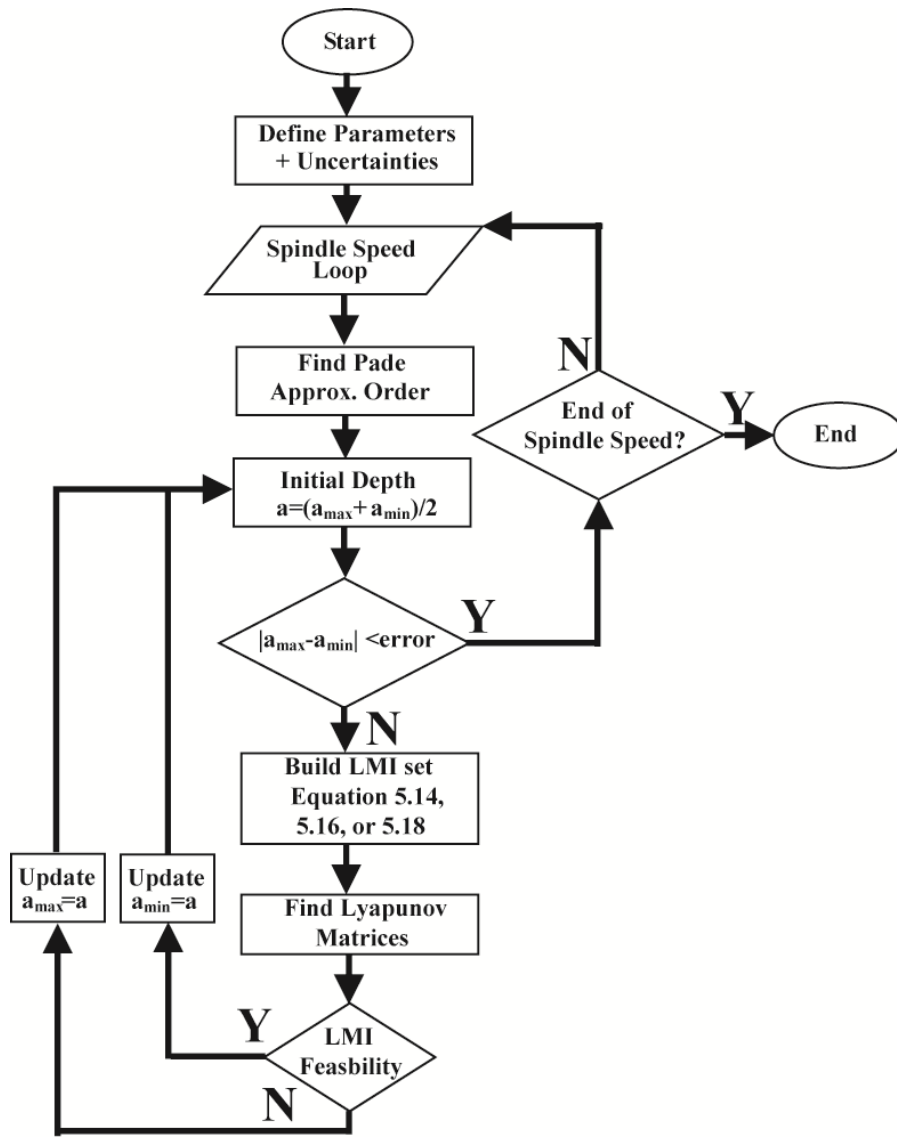 Start
Define Parameters
+ Uncertainties
Spindle Speed
Loop
Find Pade
Approx. Order
N
End of
Spindle Speed?
Y
End
Initial Depth
a=(amax+amin)/2
|amax-amin| <error
Y
N
Build LMI set
Equation 5.14,
5.16, or 5.18
Update
amax=a
Update
amin=a
Find Lyapunov
Matrices
Y
LMI
Feasbility
N